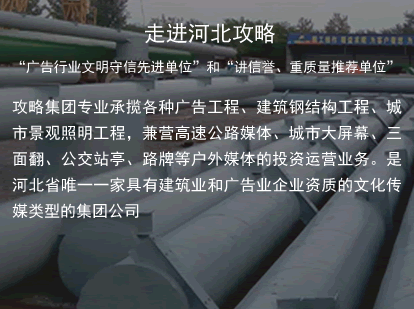 走进河北攻略
“广告行业文明守信先进单位”和“讲信誉、重质量推荐单位”
攻略集团专业承揽各种广告工程、建筑钢结构工程、城
市景观照明工程，兼营高速公路媒体、城市大屏幕、三
面翻、公交站亭、路牌等户外媒体的投资运营业务。是
河北省唯一一家具有建筑业和广告业企业资质的文化传
媒类型的集团公司